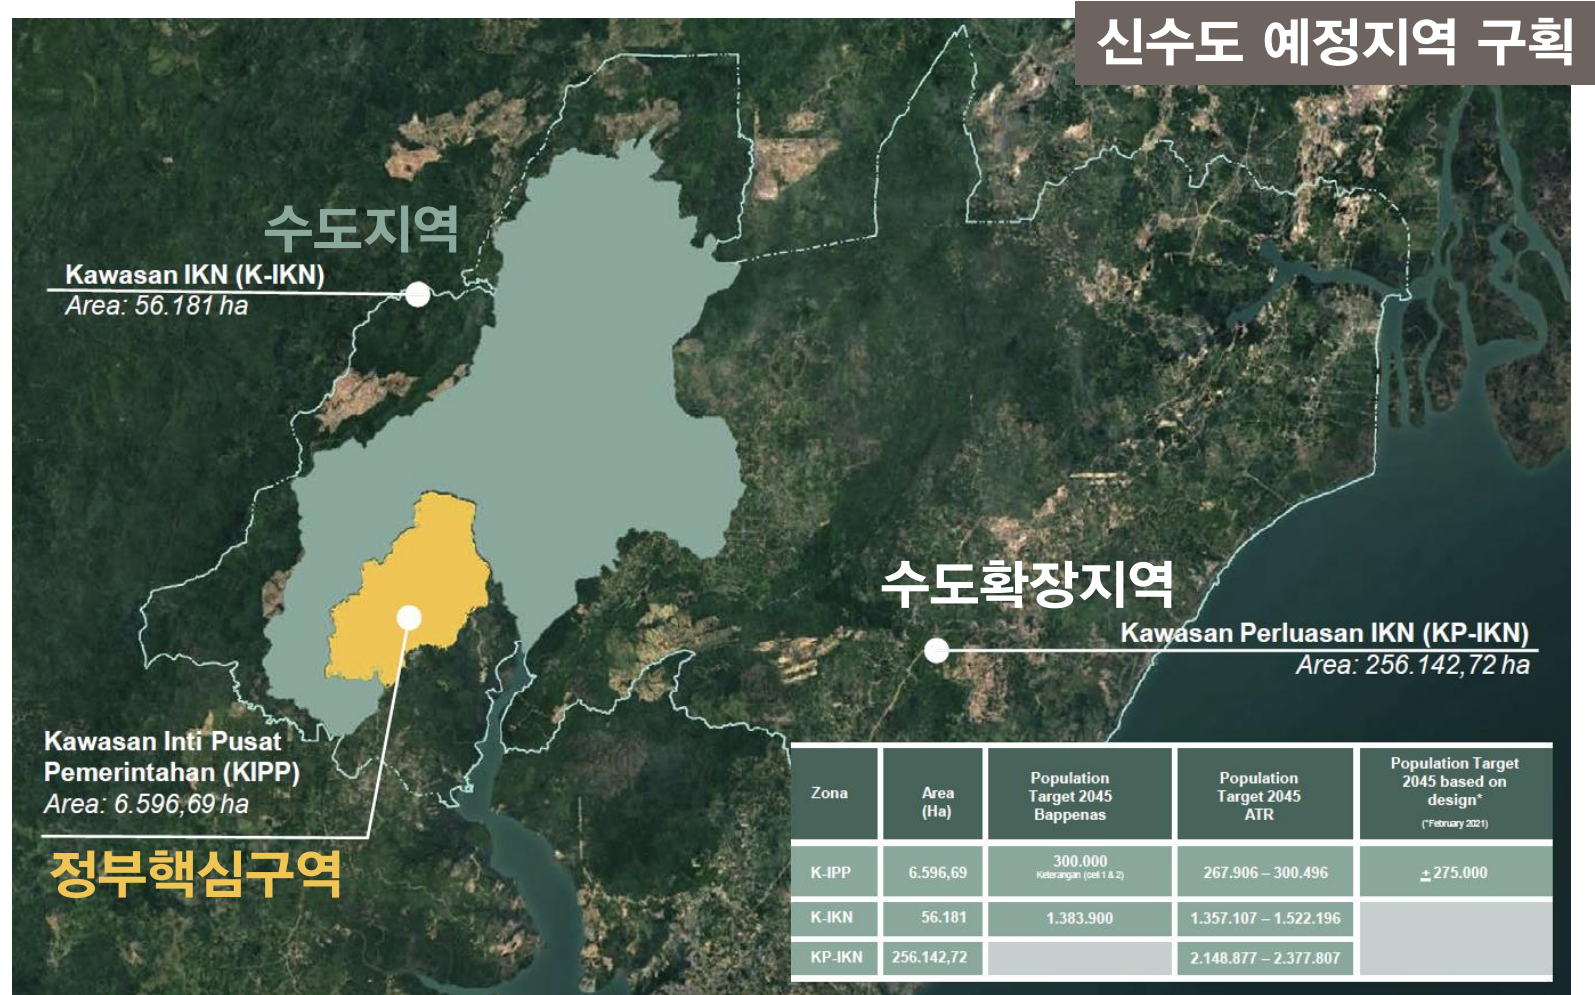 신수도 예정지역 구획
수도지역
Kawasan IKN (K-IKN)
Area: 56.181 ha
수도확장지역
Kawasan Perluasan IKN (KP-IKN)
Area: 256.142,72 ha
Kawasan Inti Pusat
Pemerintahan (KIPP)
Area: 6.596,69 ha
정부핵심구역
Zona
Area
(Ha)
Population
Target 2045
Bappenas
Population
Target 2045
ATR
Population Target
2045 based on
design*
(*February 2021)
K-IPP
6.596,69
300.000
Keterangan (cell 1 & 2)
267.906 – 300.496
± 275.000
K-IKN
56.181
1.383.900
1.357.107 – 1.522.196
KP-IKN
256.142,72
2.148.877 – 2.377.807